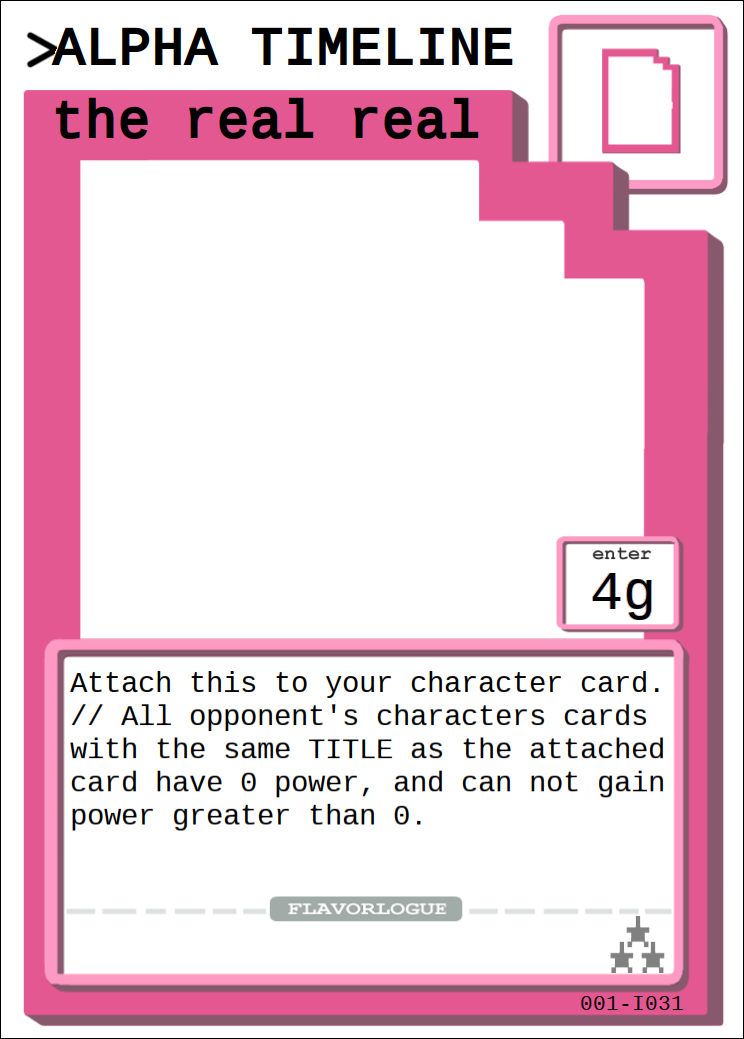 >ALPHA TIMELINE
the real real
enter
4g
Attach this to your character card.
// All opponent's characters cards
with the same TITLE as the attached
card have 0 power, and can not gain
power greater than 0.
FLAVORLOGUE
001-I031